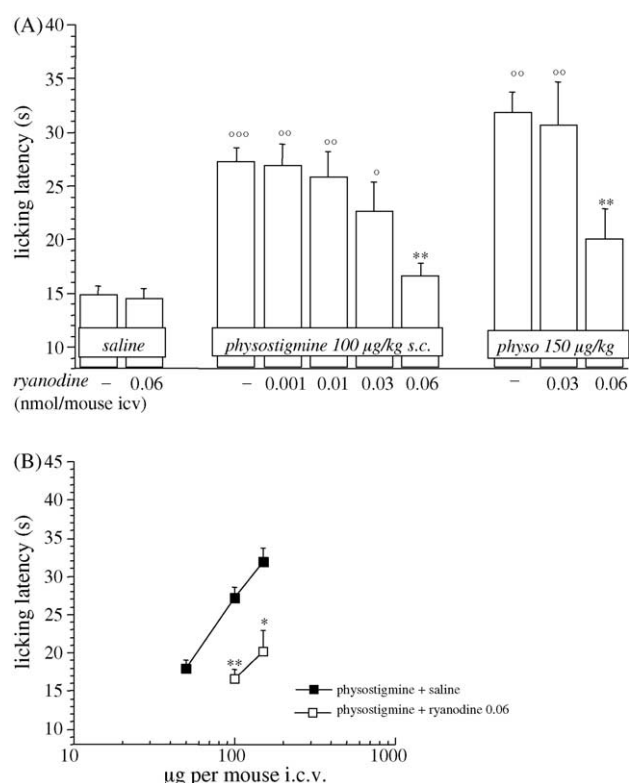 (A)
licking latency (s)
40
35
30
25
20
15
10
°°° °° °° ° ** °° °° **
saline physostigmine 100 µg/kg s.c. physo 150 µg/kg
ryanodine – 0.06 – 0.001 0.01 0.03 0.06 – 0.03 0.06
(nmol/mouse icv)
(B)
licking latency (s)
45
40
35
30
25
20
15
10
** *
physostigmine + saline
physostigmine + ryanodine 0.06
10 100 1000
µg per mouse i.c.v.